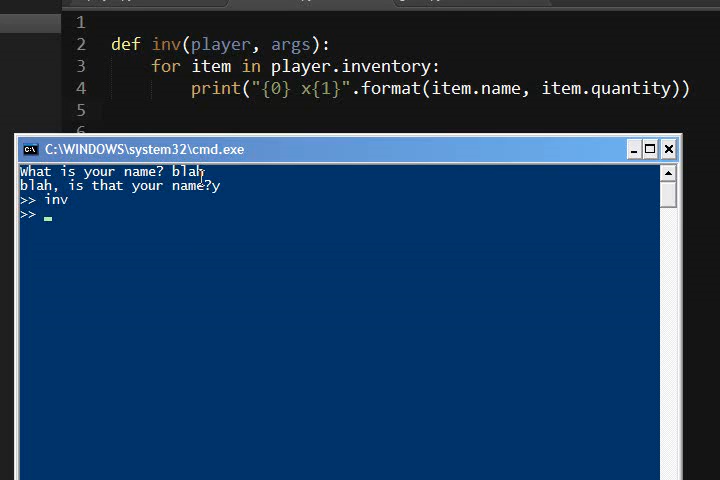 1
2 def inv(player, args):
3 for item in player.inventory:
4 print("{0} x{1}".format(item.name, item.quantity))
5
C:\WINDOWS\system32\cmd.exe
What is your name? blah
blah, is that your name?y
>> inv
>>